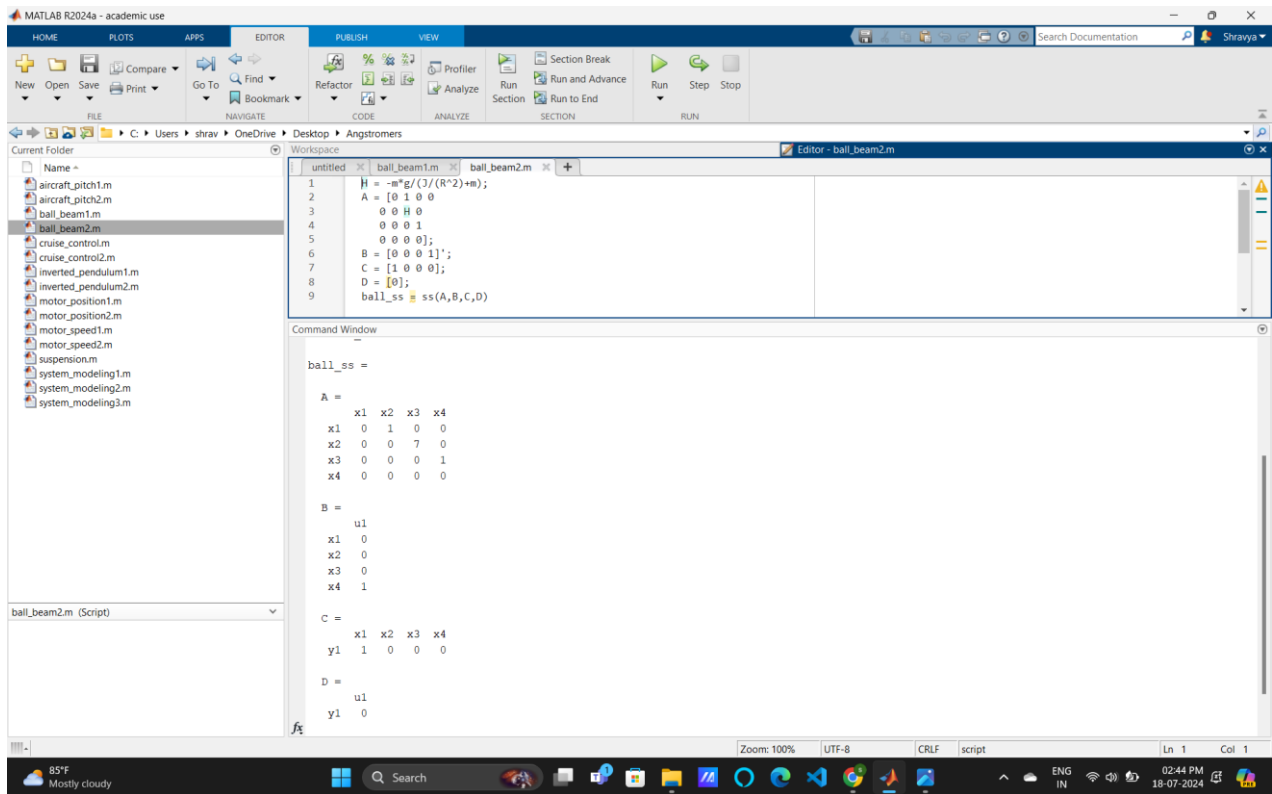 MATLAB R2024a - academic use
HOME PLOTS APPS EDITOR PUBLISH VIEW Search Documentation Shravya
New Open Save Compare Print Go To Find Bookmark Refactor Profiler Analyze Run Section Section Break Run and Advance Run to End Run Step Stop
FILE NAVIGATE CODE ANALYZE SECTION RUN
C: Users shrav OneDrive Desktop Angstromers
Current Folder
Name
aircraft_pitch1.m
aircraft_pitch2.m
ball_beam1.m
ball_beam2.m
cruise_control.m
cruise_control2.m
inverted_pendulum1.m
inverted_pendulum2.m
motor_position1.m
motor_position2.m
motor_speed1.m
motor_speed2.m
suspension.m
system_modeling1.m
system_modeling2.m
system_modeling3.m
ball_beam2.m (Script)
Workspace
Editor - ball_beam2.m
untitled ball_beam1.m ball_beam2.m +
1 H = -m*g/(J/(R^2)+m);
2 A = [0 1 0 0
3 0 0 H 0
4 0 0 0 1
5 0 0 0 0];
6 B = [0 0 0 1]';
7 C = [1 0 0 0];
8 D = [0];
9 ball_ss = ss(A,B,C,D)
Command Window
ball_ss =
A =
x1 x2 x3 x4
x1 0 1 0 0
x2 0 0 7 0
x3 0 0 0 1
x4 0 0 0 0
B =
u1
x1 0
x2 0
x3 0
x4 1
C =
x1 x2 x3 x4
y1 1 0 0 0
D =
u1
y1 0
fx
Zoom: 100% UTF-8 CRLF script Ln 1 Col 1
85°F
Mostly cloudy
Search
ENG
IN
02:44 PM
18-07-2024